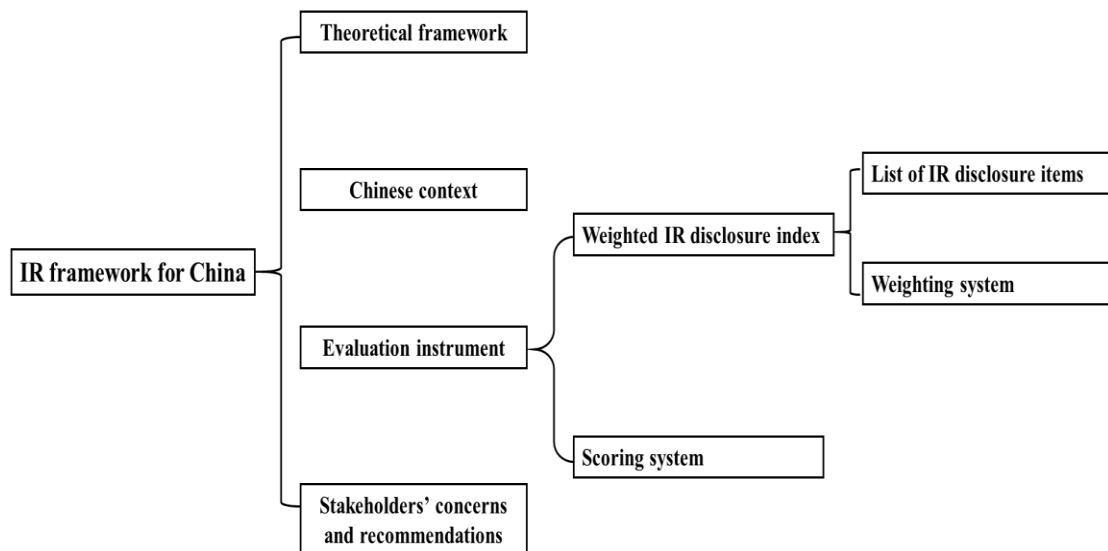 Theoretical framework
Chinese context
List of IR disclosure items
Weighted IR disclosure index
IR framework for China
Weighting system
Evaluation instrument
Scoring system
Stakeholders’ concerns
and recommendations